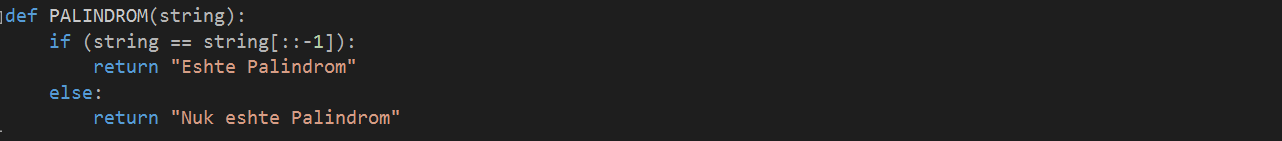 def PALINDROM(string):
    if (string == string[::-1]):
        return "Eshte Palindrom"
    else:
        return "Nuk eshte Palindrom"